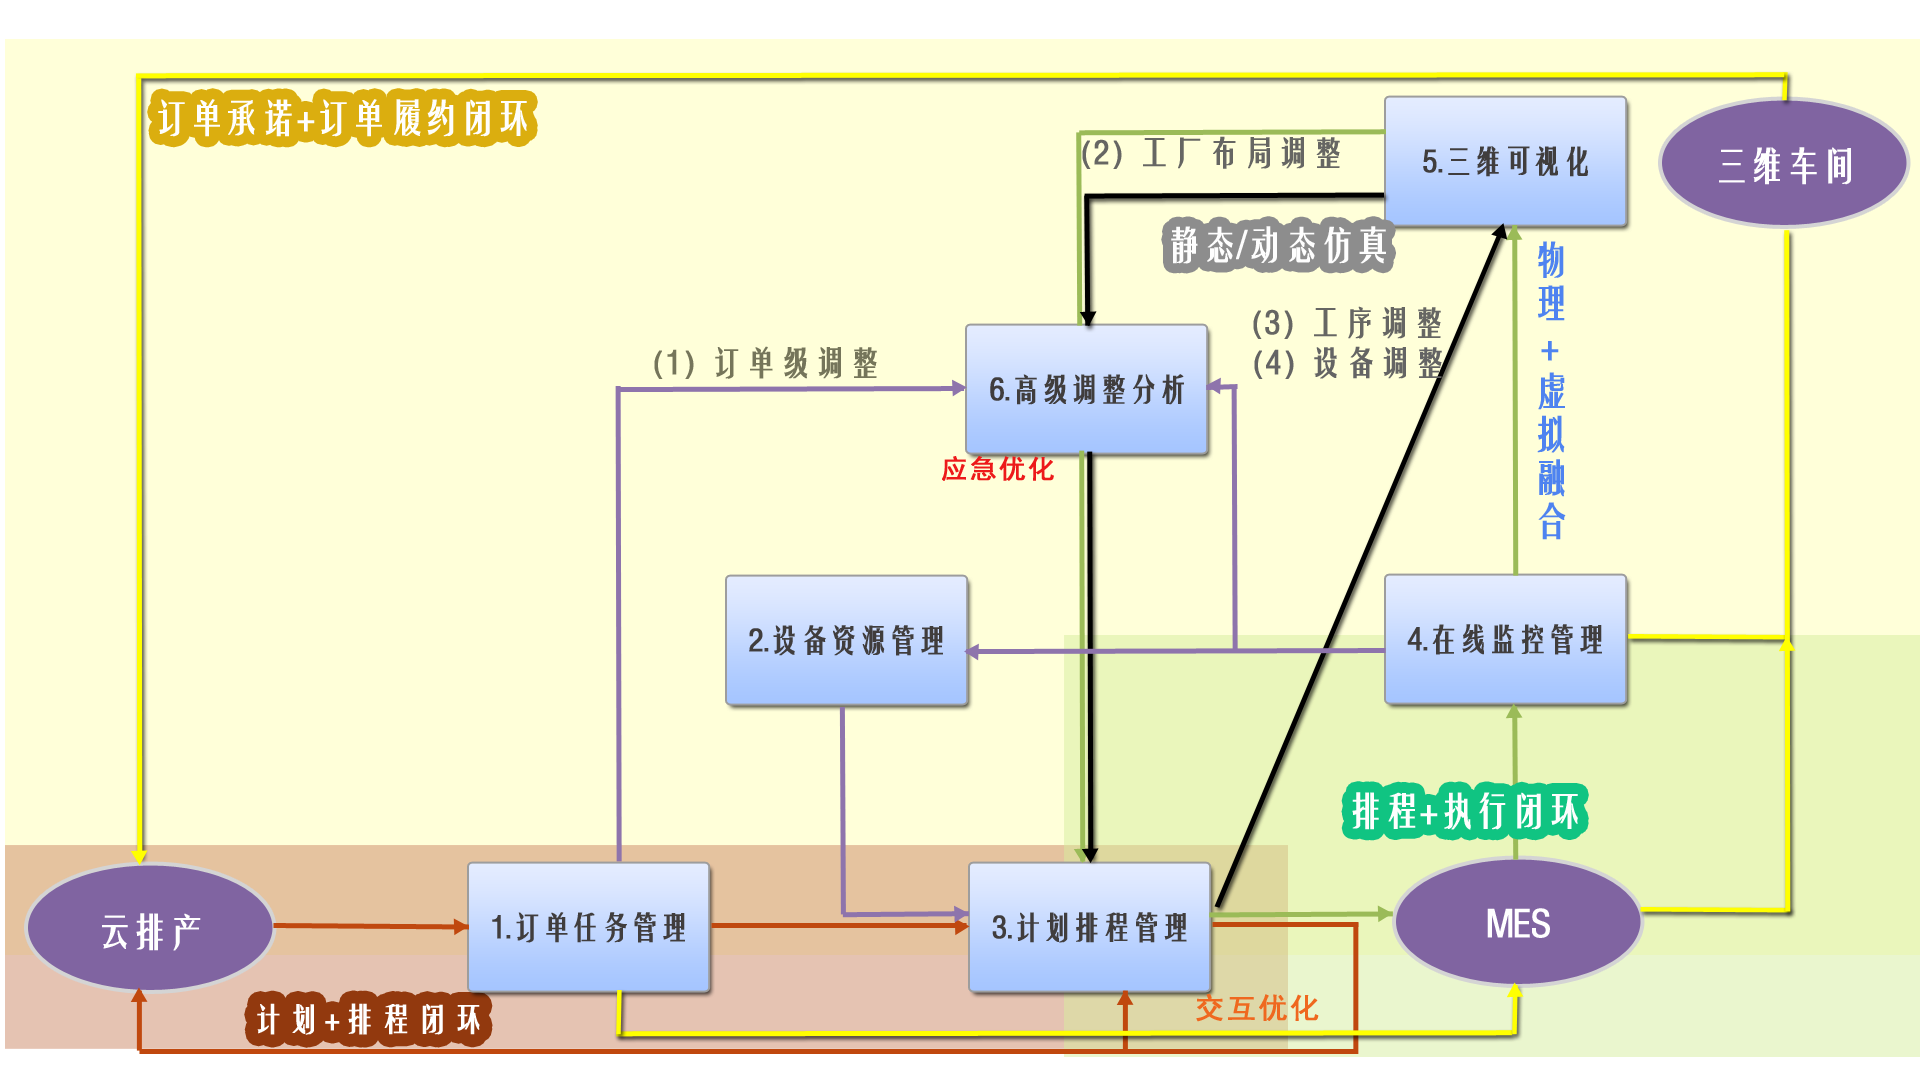 订单承诺+订单履约闭环
(2) 工厂布局调整
5.三维可视化
三维车间
静态/动态仿真
物理+虚拟融合
(3) 工序调整
(4) 设备调整
(1) 订单级调整
6.高级调整分析
应急优化
2.设备资源管理
4.在线监控管理
排程+执行闭环
云排产
1.订单任务管理
3.计划排程管理
MES
计划+排程闭环
交互优化